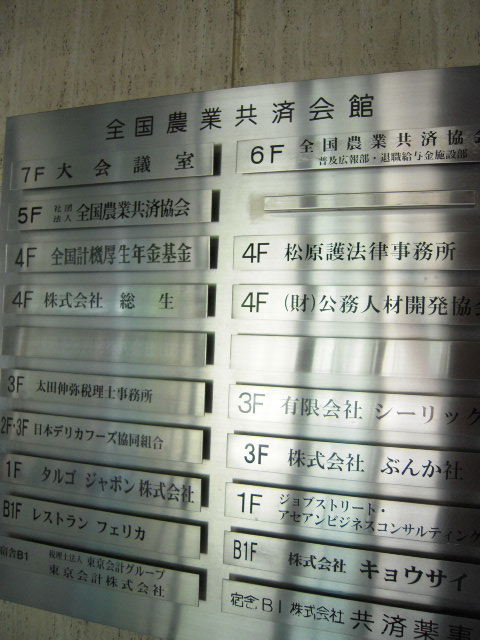 全国農業共済会館
7F 大会議室
6F 全国農業共済協会
普及広報部・退職給与金施設部
5F 社団法人 全国農業共済協会
4F 全国計機厚生年金基金
4F 松原護法律事務所
4F 株式会社 総生
4F (財)公務人材開発協会
3F 太田伸弥税理士事務所
3F 有限会社 シーリック
2F・3F 日本デリカフーズ協同組合
3F 株式会社 ぶんか社
1F タルゴ ジャポン 株式会社
1F ジョブストリート・
アセアンビジネスコンサルティング
B1F レストラン フェリカ
B1F 株式会社 キョウサイ
宿舎B1 税理士法人 東京会計グループ
東京会計株式会社
宿舎B1 株式会社 共済薬事